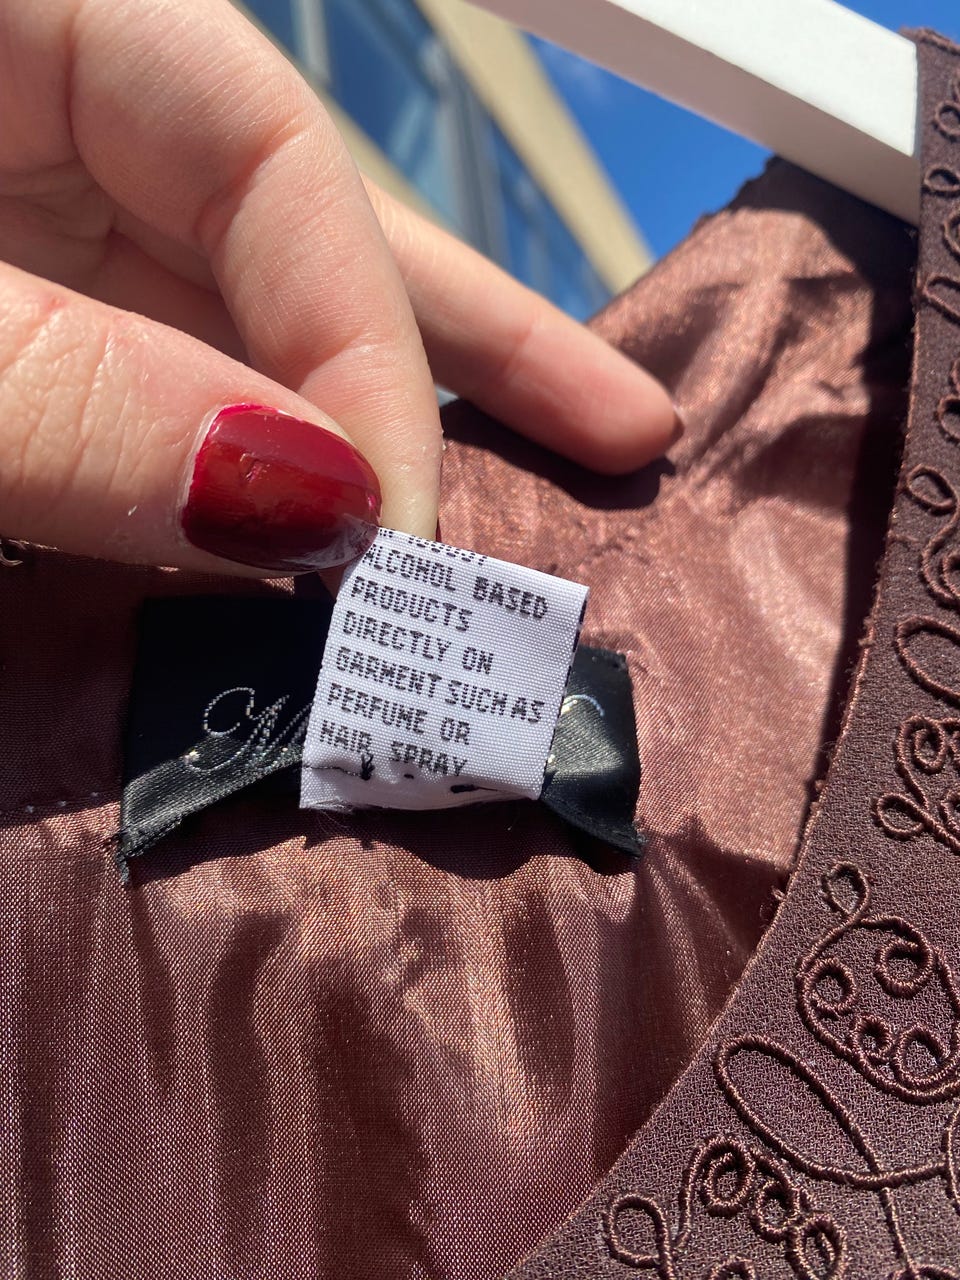 ALCOHOL BASED
PRODUCTS
DIRECTLY ON
GARMENT SUCH AS
PERFUME OR
HAIR SPRAY